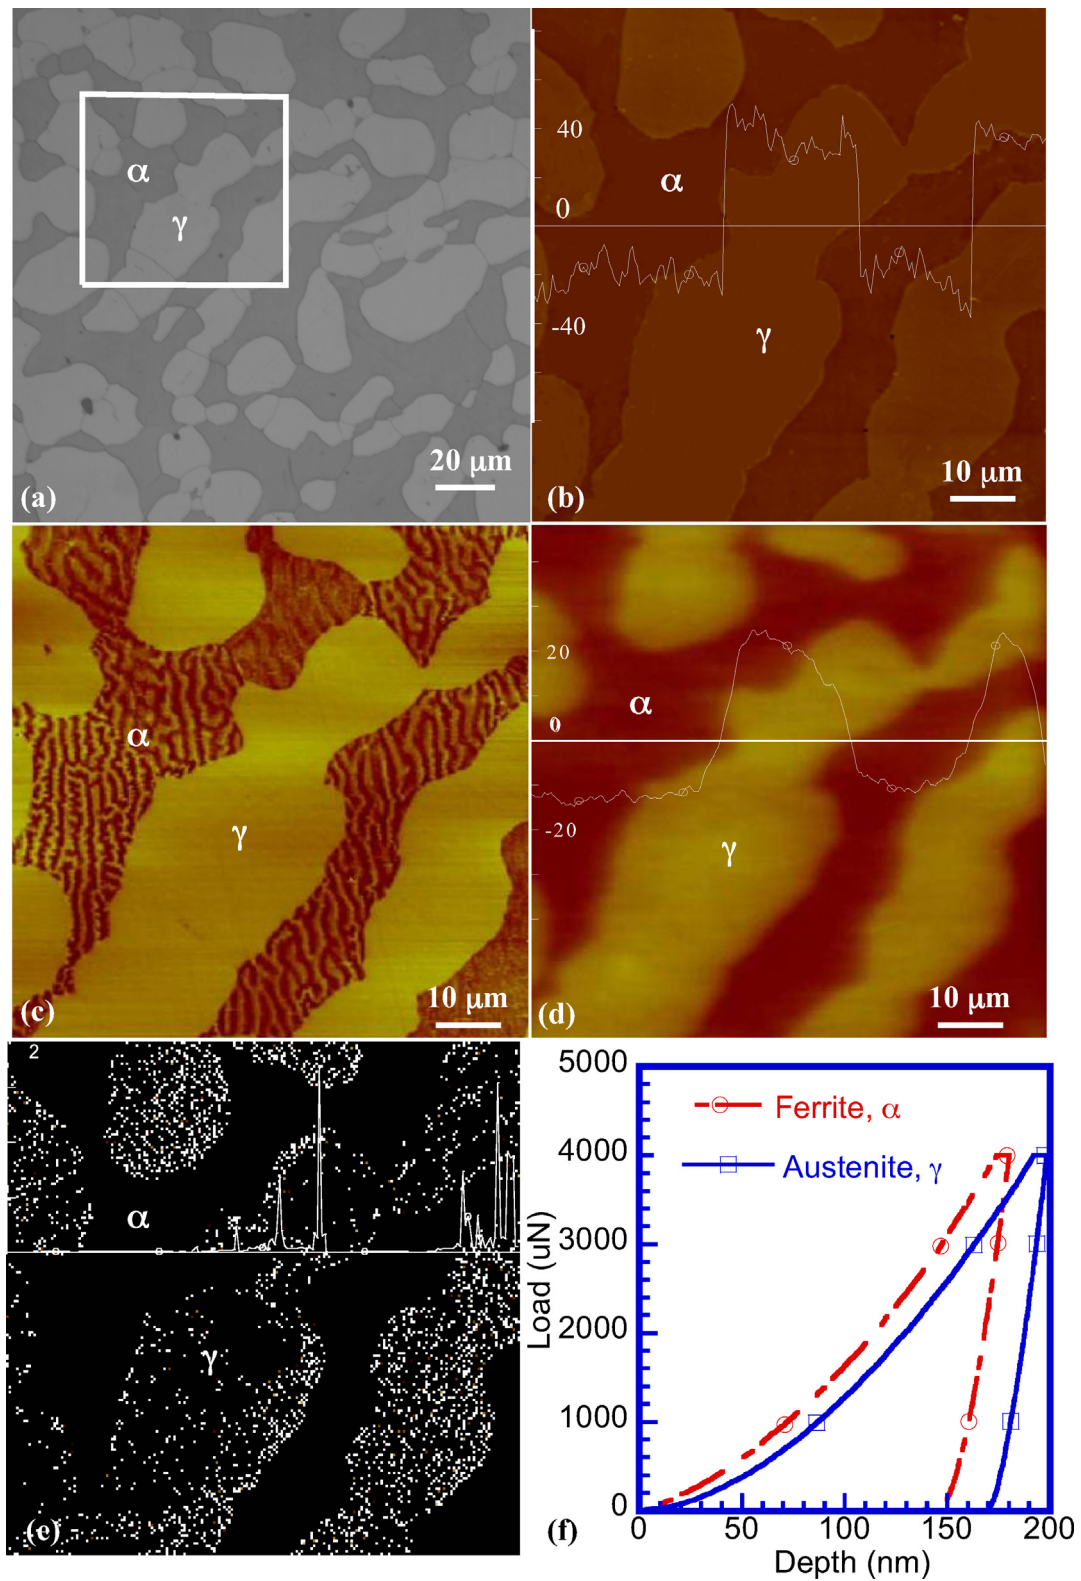 α
γ
20 µm
(a)
40
α
0
-40
γ
10 µm
(b)
α
γ
10 µm
(c)
20
α
0
-20
γ
10 µm
(d)
2
α
γ
(e)
5000
4000
3000
2000
1000
0
Load (uN)
Ferrite, α
Austenite, γ
0 50 100 150 200
Depth (nm)
(f)